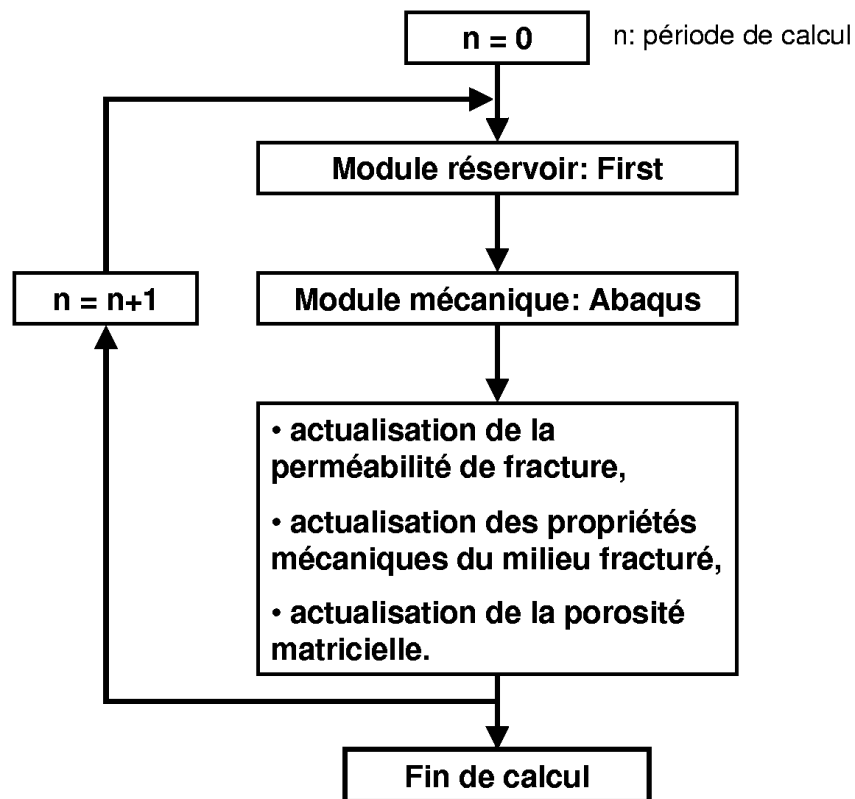 n = 0
n: période de calcul
Module réservoir: First
n = n+1
Module mécanique: Abaqus
• actualisation de la
perméabilité de fracture,
• actualisation des propriétés
mécaniques du milieu fracturé,
• actualisation de la porosité
matricielle.
Fin de calcul